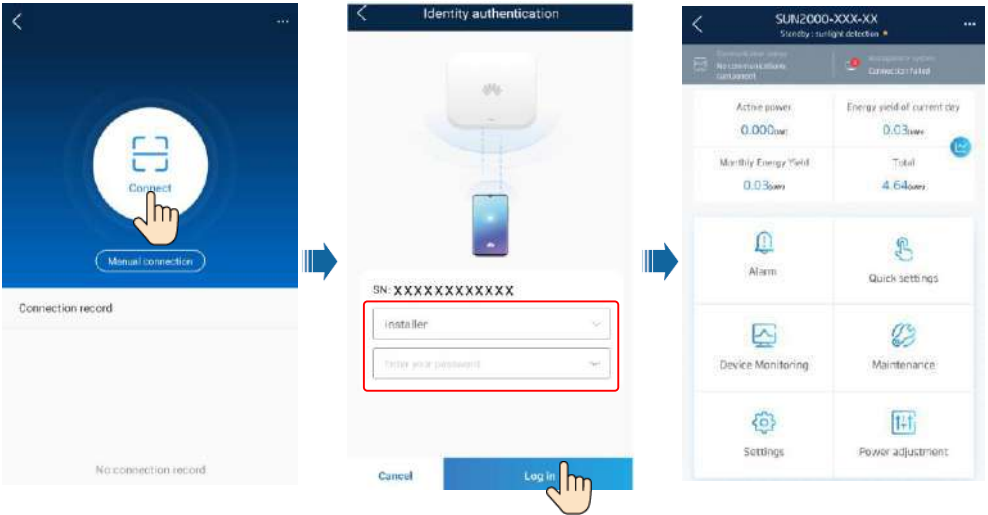 Connect
Manual connection
Connection record
No connection record
Identity authentication
SN: XXXXXXXXXXXX
installer
Enter your password
Cancel
Log in
SUN2000-XXX-XX
Standby : sunlight detection
Management system
No communications
Connection failed
Active power
Energy yield of current day
0.000
0.03
Monthly Energy Yield
Total
0.03
4.64
Alarm
Quick settings
Device Monitoring
Maintenance
Settings
Power adjustment